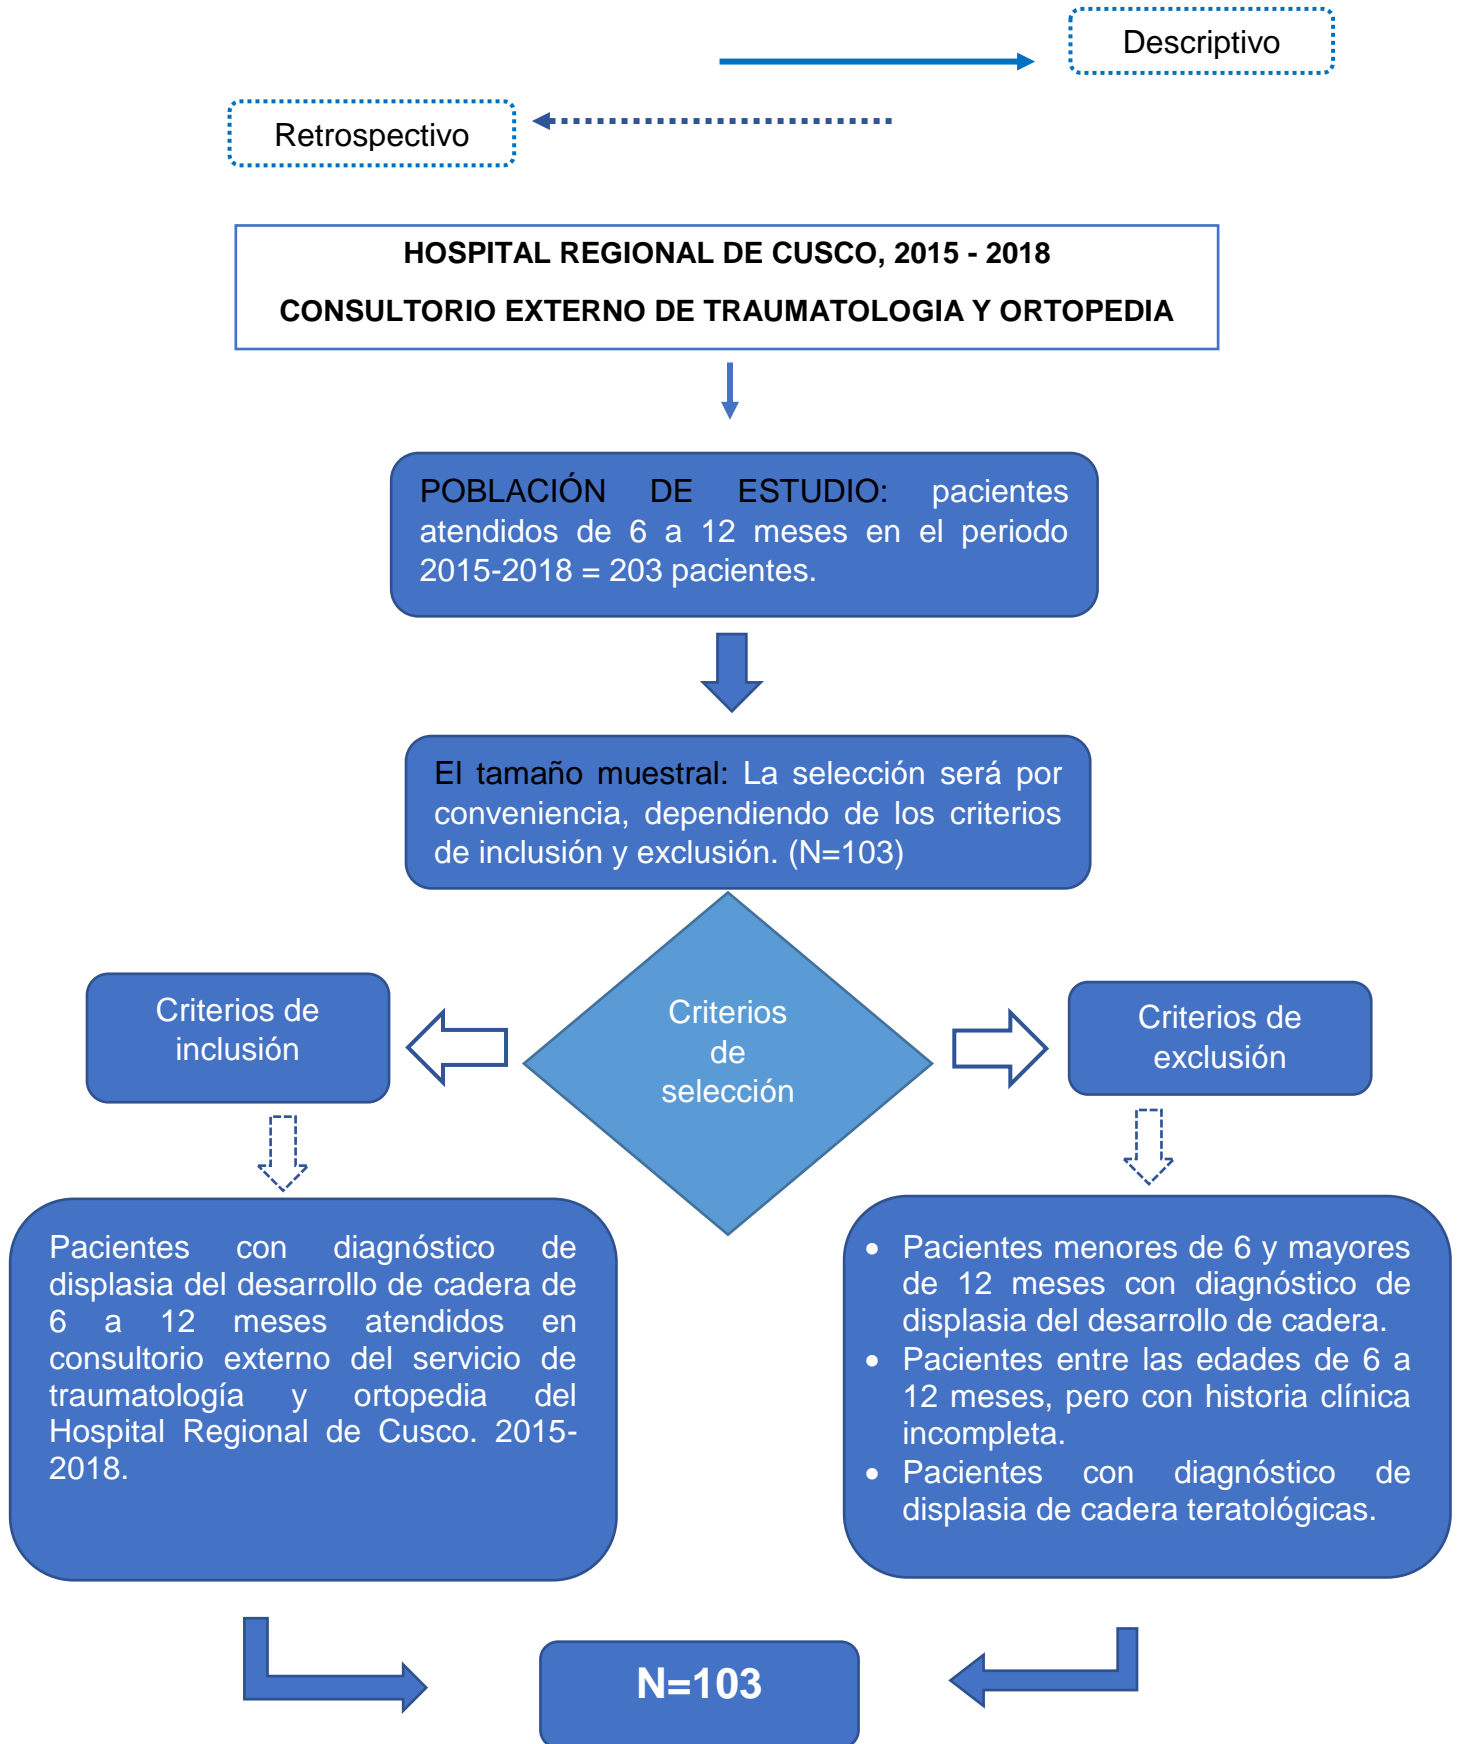 Descriptivo
Retrospectivo
HOSPITAL REGIONAL DE CUSCO, 2015 - 2018
CONSULTORIO EXTERNO DE TRAUMATOLOGIA Y ORTOPEDIA
POBLACIÓN DE ESTUDIO: pacientes
atendidos de 6 a 12 meses en el periodo
2015-2018 = 203 pacientes.
El tamaño muestral: La selección será por
conveniencia, dependiendo de los criterios
de inclusión y exclusión. (N=103)
Criterios
de
selección
Criterios de
inclusión
Criterios de
exclusión
Pacientes con diagnóstico de
displasia del desarrollo de cadera de
6 a 12 meses atendidos en
consultorio externo del servicio de
traumatología y ortopedia del
Hospital Regional de Cusco. 2015-
2018.
• Pacientes menores de 6 y mayores
de 12 meses con diagnóstico de
displasia del desarrollo de cadera.
• Pacientes entre las edades de 6 a
12 meses, pero con historia clínica
incompleta.
• Pacientes con diagnóstico de
displasia de cadera teratológicas.
N=103